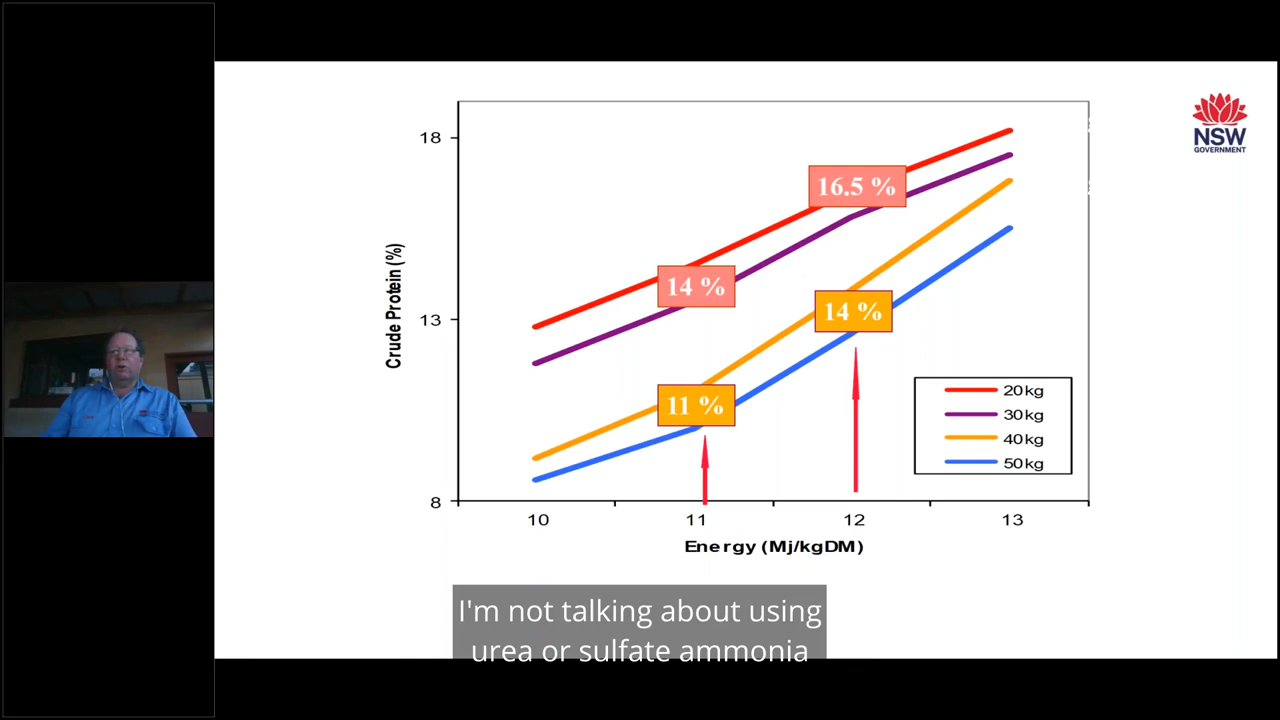 18
13
8
Crude Protein (%)
16.5 %
14 %
14 %
11 %
20kg
30kg
40kg
50kg
10
11
12
13
Energy (Mj/kgDM)
NSW
GOVERNMENT
I'm not talking about using
urea or sulfate ammonia